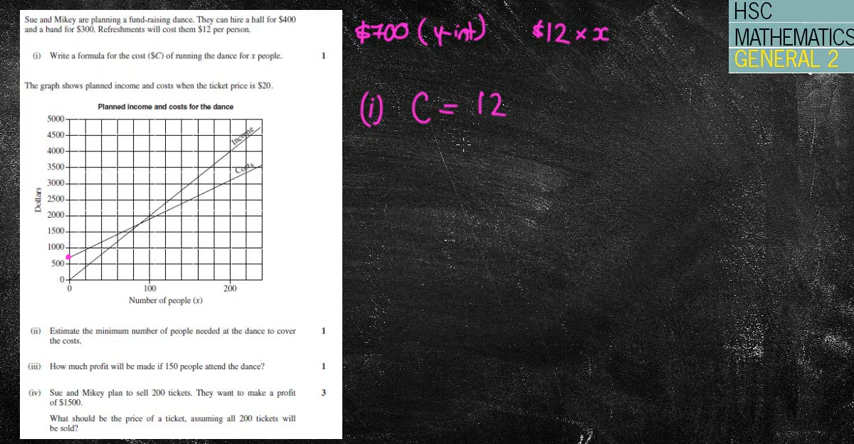 Sue and Mikey are planning a fund-raising dance. They can hire a hall for $400
and a band for $300. Refreshments will cost them $12 per person.
(i) Write a formula for the cost ($C) of running the dance for x people. 1
The graph shows planned income and costs when the ticket price is $20.
Planned income and costs for the dance
5000
4500
4000
3500
3000
2500
2000
1500
1000
500
0
Dollars
Income
Costs
0 100 200
Number of people (x)
(ii) Estimate the minimum number of people needed at the dance to cover 1
the costs.
(iii) How much profit will be made if 150 people attend the dance? 1
(iv) Sue and Mikey plan to sell 200 tickets. They want to make a profit 3
of $1500.
What should be the price of a ticket, assuming all 200 tickets will
be sold?
$700 (y-int) $12 × x
(i) C = 12
HSC
MATHEMATICS
GENERAL 2